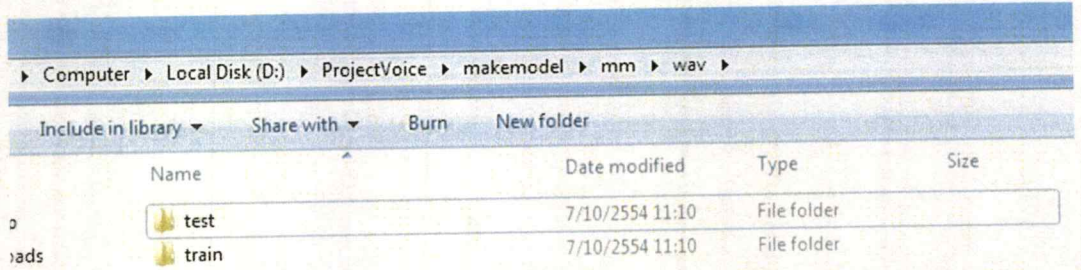 Computer Local Disk (D:) ProjectVoice makemodel mm wav
Include in library Share with Burn New folder
Name Date modified Type Size
test 7/10/2554 11:10 File folder
train 7/10/2554 11:10 File folder